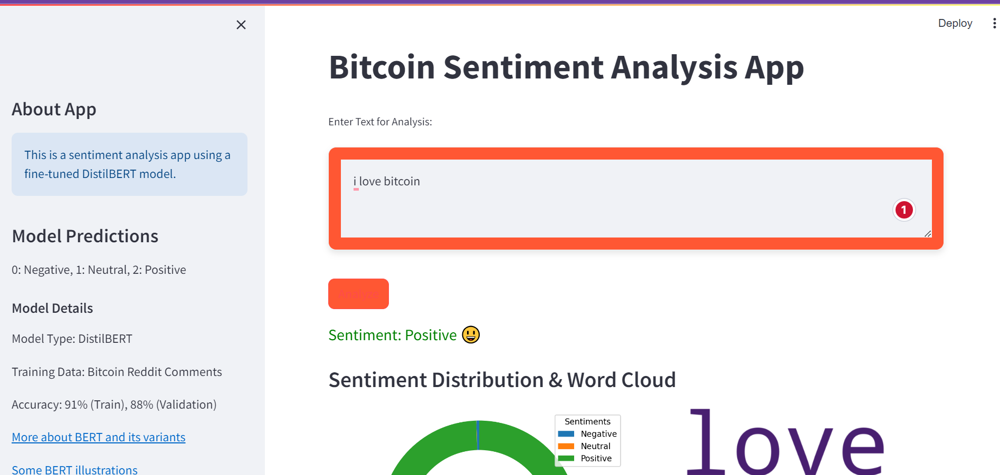 Deploy
About App
This is a sentiment analysis app using a
fine-tuned DistilBERT model.
Model Predictions
0: Negative, 1: Neutral, 2: Positive
Model Details
Model Type: DistilBERT
Training Data: Bitcoin Reddit Comments
Accuracy: 91% (Train), 88% (Validation)
More about BERT and its variants
Some BERT illustrations
Bitcoin Sentiment Analysis App
Enter Text for Analysis:
i love bitcoin
1
Analyze
Sentiment: Positive 😃
Sentiment Distribution & Word Cloud
Sentiments
Negative
Neutral
Positive
love